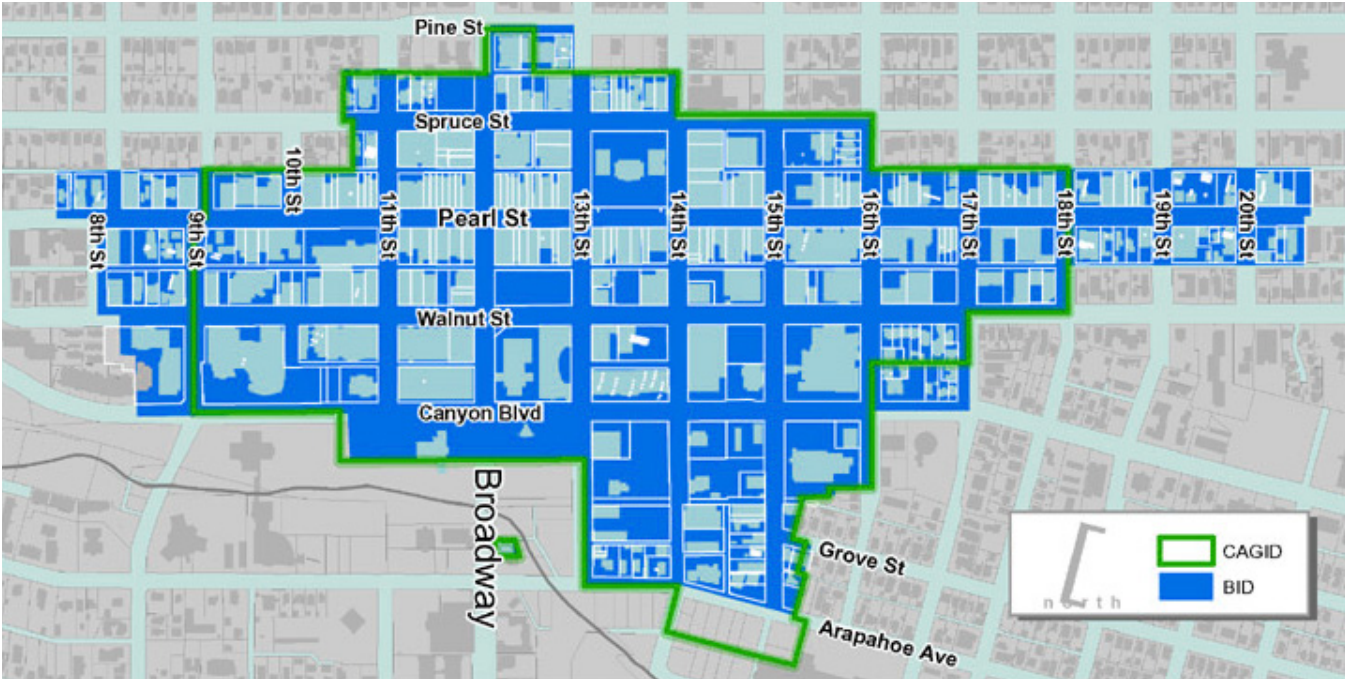 Pine St
Spruce St
10th St
8th St
9th St
11th St
Pearl St
13th St
14th St
15th St
16th St
17th St
18th St
19th St
20th St
Walnut St
Canyon Blvd
Broadway
Grove St
Arapahoe Ave
north
CAGID
BID